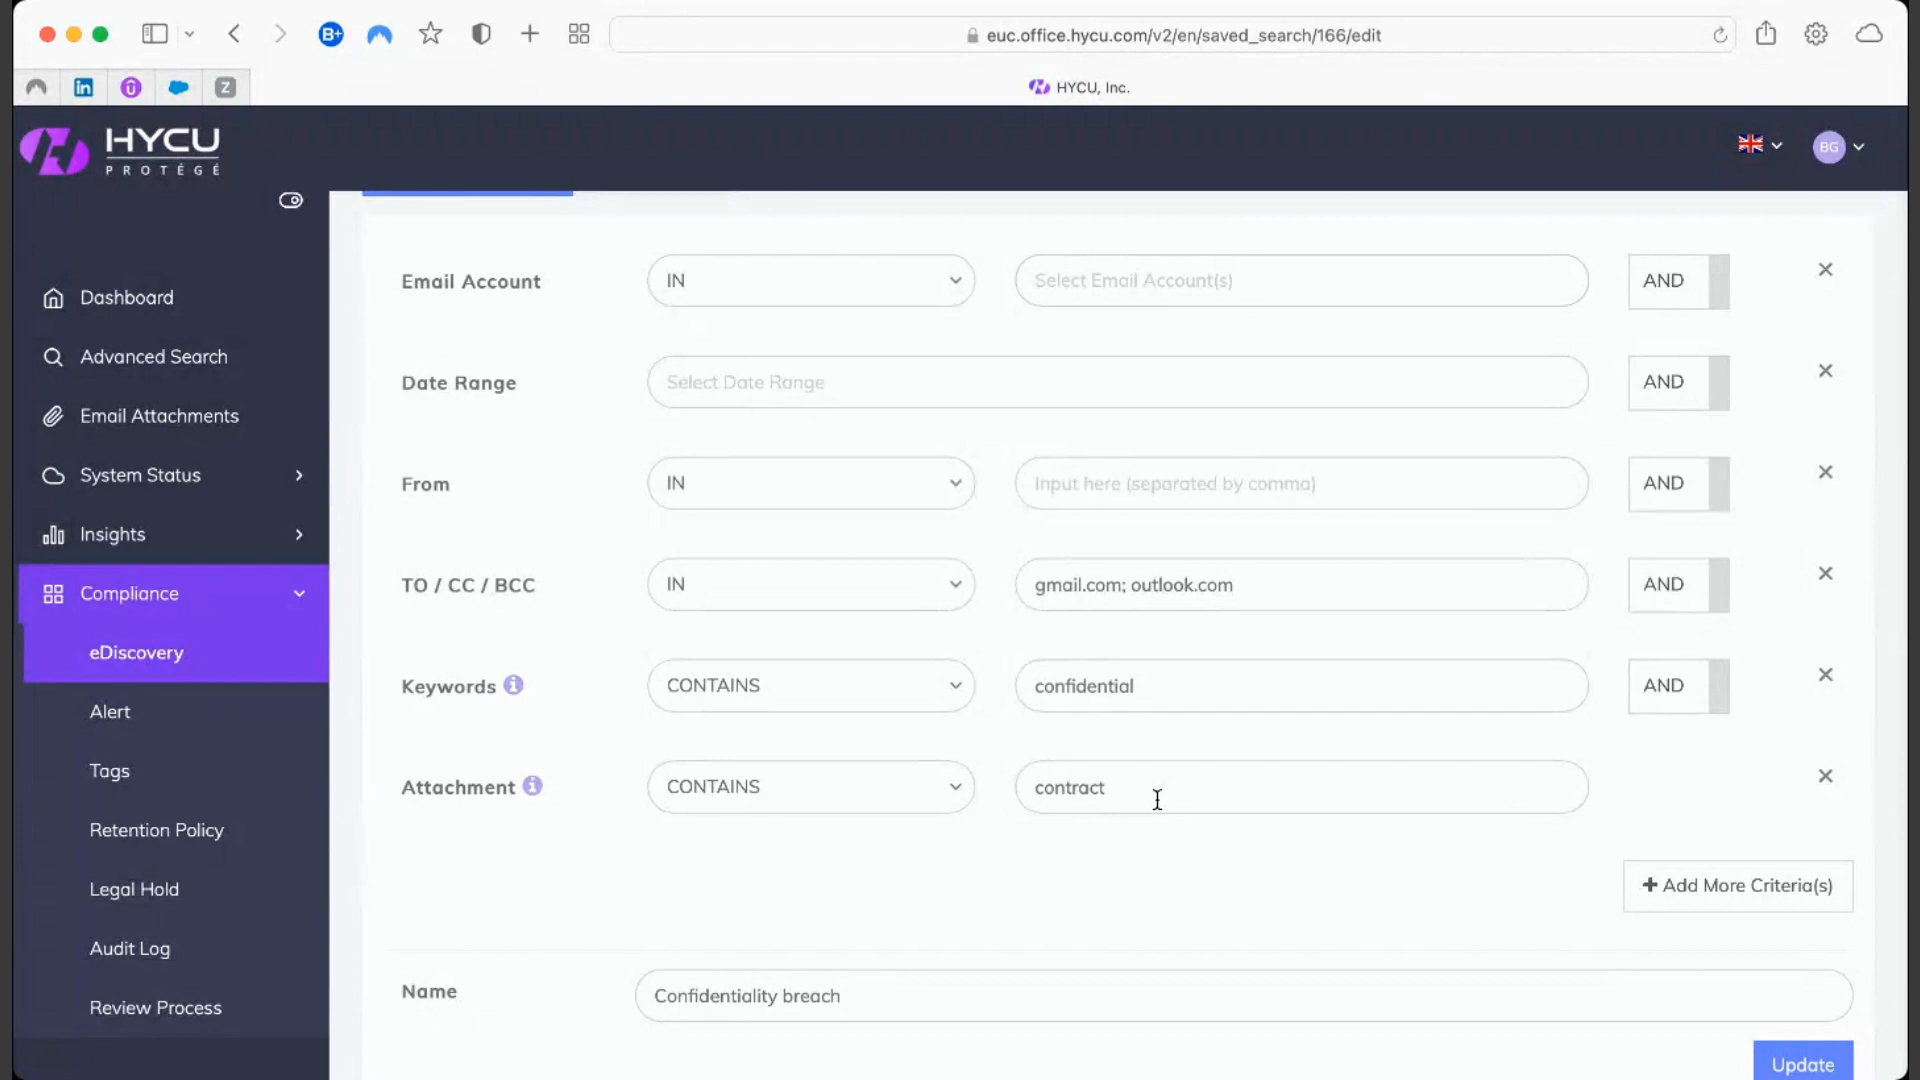 B+
euc.office.hycu.com/v2/en/saved_search/166/edit
in
Z
HYCU, Inc.
HYCU
PROTÉGÉ
BG
Dashboard
Advanced Search
Email Attachments
System Status
Insights
Compliance
eDiscovery
Alert
Tags
Retention Policy
Legal Hold
Audit Log
Review Process
Email Account IN Select Email Account(s) AND
Date Range Select Date Range AND
From IN Input here (separated by comma) AND
TO / CC / BCC IN gmail.com; outlook.com AND
Keywords CONTAINS confidential AND
Attachment CONTAINS contract
+ Add More Criteria(s)
Name Confidentiality breach
Update